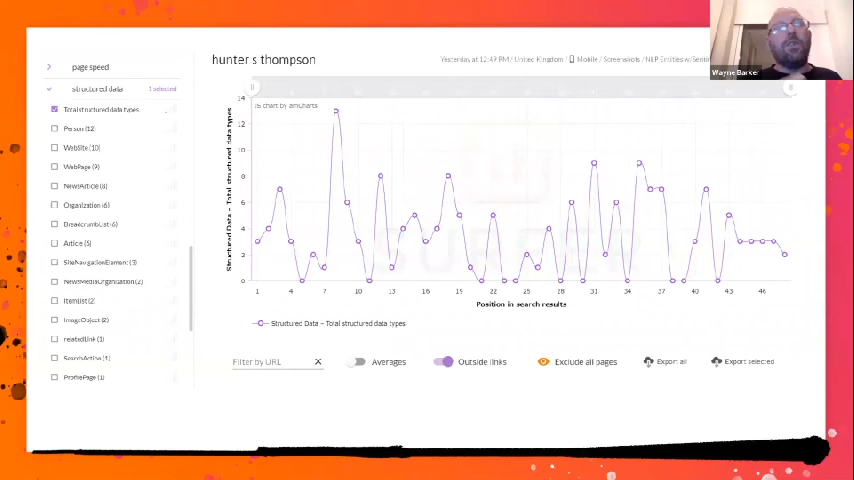 Wayne Barker
hunter s thompson
Yesterday at 12:49 PM / United Kingdom / Mobile / Screenshots / NLP Entities w/Senti
page speed
structured data 1 selected
Total structured data types
Person (12)
WebSite (10)
WebPage (9)
NewsArticle (8)
Organization (6)
BreadcrumbList (6)
Article (5)
SiteNavigationElement (3)
NewsMediaOrganization (2)
ItemList (2)
ImageObject (2)
relatedLink (1)
SearchAction (1)
ProfilePage (1)
JS chart by amCharts
Structured Data – Total structured data types
14
12
10
8
6
4
2
0
1 4 7 10 13 16 19 22 25 28 31 34 37 40 43 46
Position in search results
Structured Data – Total structured data types
Filter by URL
Averages
Outside links
Exclude all pages
Export all
Export selected